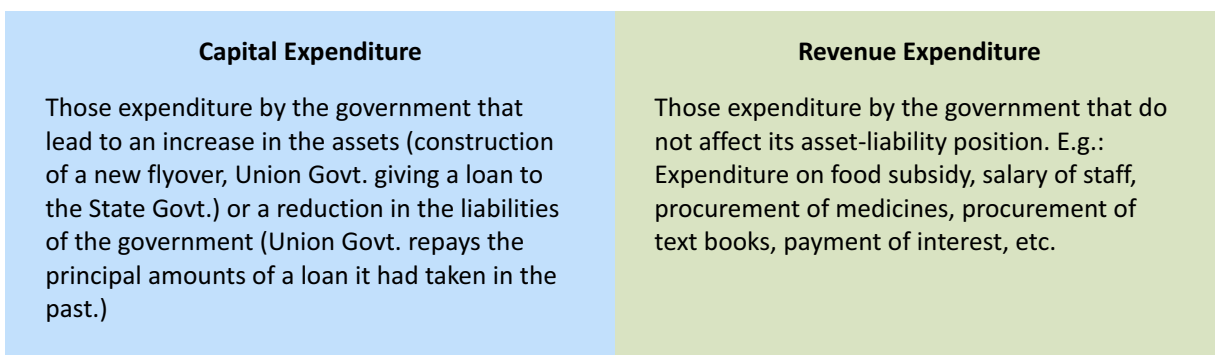 Capital Expenditure
Those expenditure by the government that
lead to an increase in the assets (construction
of a new flyover, Union Govt. giving a loan to
the State Govt.) or a reduction in the liabilities
of the government (Union Govt. repays the
principal amounts of a loan it had taken in the
past.)
Revenue Expenditure
Those expenditure by the government that do
not affect its asset-liability position. E.g.:
Expenditure on food subsidy, salary of staff,
procurement of medicines, procurement of
text books, payment of interest, etc.